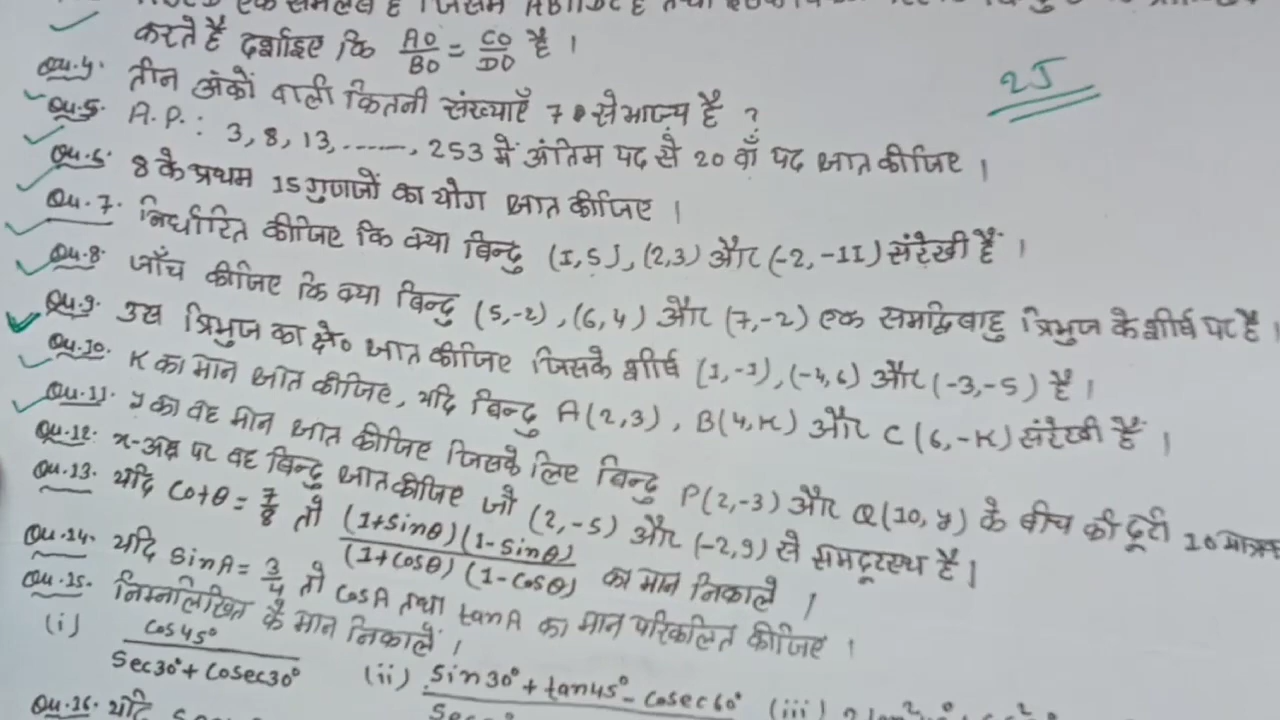 करते है दर्शाइए कि AO/BO = CO/DO है ।
25
Qu.4. तीन अंकों वाली कितनी संख्याएँ 7 से भाज्य है ?
Qu.5. A.P.: 3, 8, 13, ......, 253 में अंतिम पद से 20 वाँ पद ज्ञात कीजिए ।
Qu.6. 8 के प्रथम 15 गुणजों का योग ज्ञात कीजिए ।
Qu.7. निर्धारित कीजिए कि क्या बिन्दु (1,5), (2,3) और (-2, -11) संरेखी हैं ।
Qu.8. जाँच कीजिए कि क्या बिन्दु (5,-2), (6,4) और (7,-2) एक समद्विबाहु त्रिभुज के शीर्ष पर है ।
Qu.9. उस त्रिभुज का क्षे० ज्ञात कीजिए जिसके शीर्ष (1,-1), (-4,6) और (-3,-5) है ।
Qu.10. K का मान ज्ञात कीजिए, यदि बिन्दु A(2,3), B(4,K) और C(6,-K) संरेखी हैं ।
Qu.11. y का वह मान ज्ञात कीजिए जिसके लिए बिन्दु P(2,-3) और Q(10,y) के बीच की दूरी 10 मात्रक
Qu.12. x-अक्ष पर वह बिन्दु ज्ञात कीजिए जो (2,-5) और (-2,9) से समदूरस्थ है ।
Qu.13. यदि Cotθ = 7/8 तो (1+Sinθ)(1-Sinθ)/(1+Cosθ)(1-Cosθ) का मान निकाले ।
Qu.14. यदि SinA = 3/4 तो CosA तथा tanA का मान परिकलित कीजिए ।
Qu.15. निम्नलिखित के मान निकालें ।
(i) Cos45°/Sec30°+Cosec30° (ii) Sin30°+tan45°-Cosec60° (iii)
Qu.16. यदि